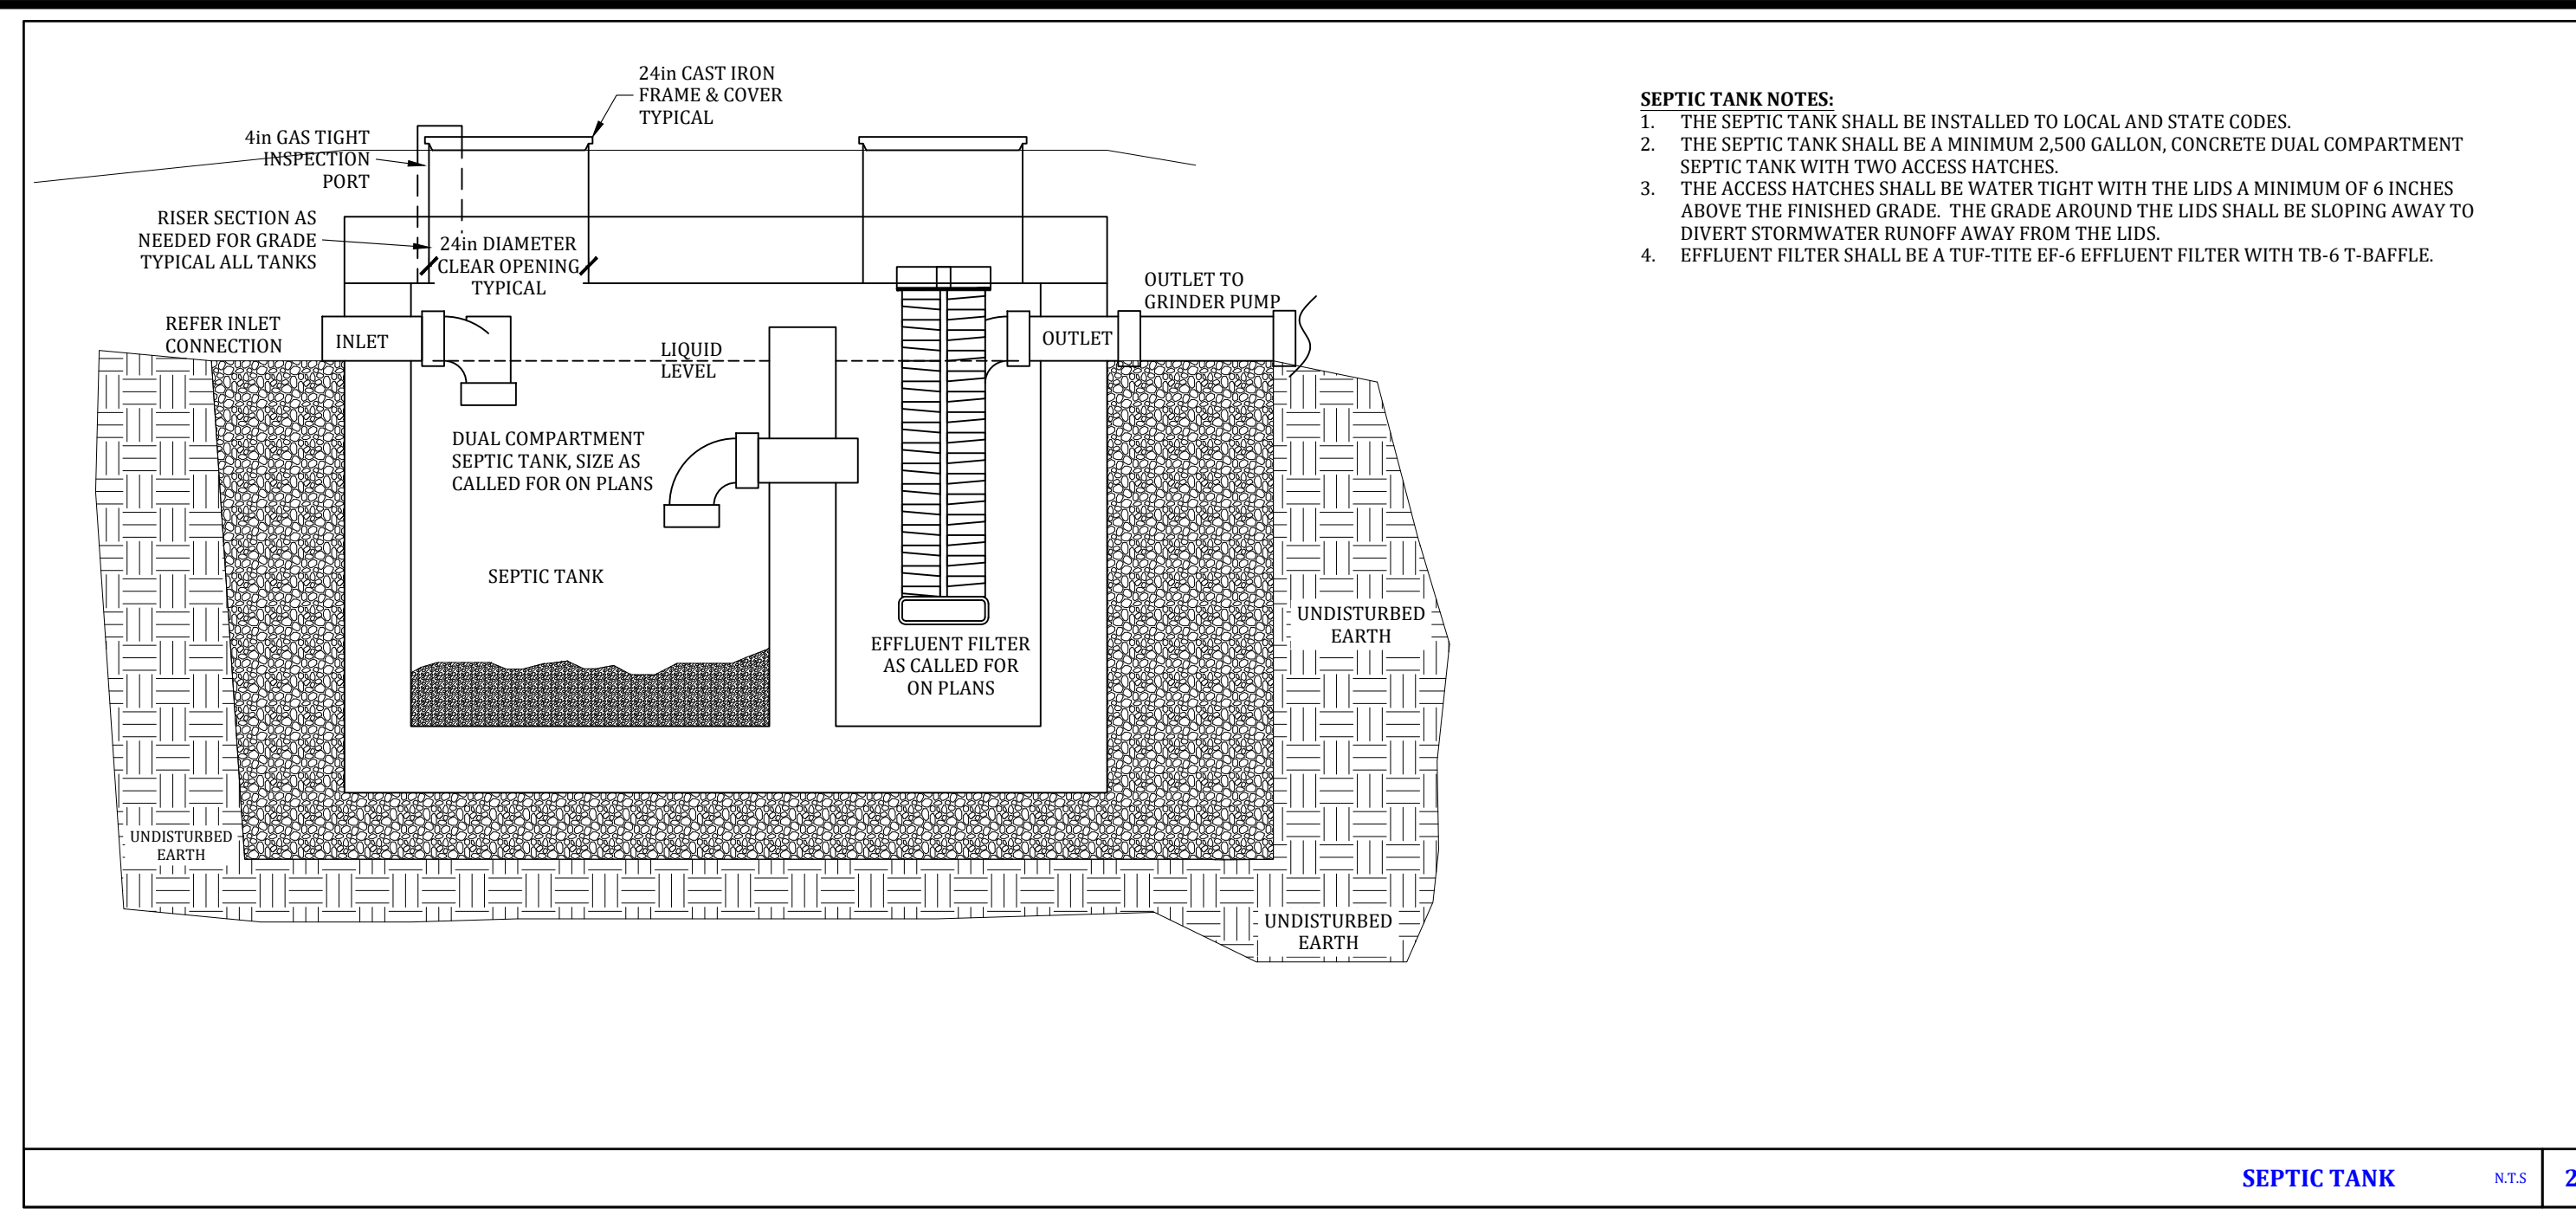 24in CAST IRON
FRAME & COVER
TYPICAL
4in GAS TIGHT
INSPECTION
PORT
RISER SECTION AS
NEEDED FOR GRADE
TYPICAL ALL TANKS
24in DIAMETER
CLEAR OPENING
TYPICAL
OUTLET TO
GRINDER PUMP
REFER INLET
CONNECTION
INLET
LIQUID
LEVEL
OUTLET
DUAL COMPARTMENT
SEPTIC TANK, SIZE AS
CALLED FOR ON PLANS
SEPTIC TANK
EFFLUENT FILTER
AS CALLED FOR
ON PLANS
UNDISTURBED
EARTH
UNDISTURBED
EARTH
UNDISTURBED
EARTH
SEPTIC TANK NOTES:
1. THE SEPTIC TANK SHALL BE INSTALLED TO LOCAL AND STATE CODES.
2. THE SEPTIC TANK SHALL BE A MINIMUM 2,500 GALLON, CONCRETE DUAL COMPARTMENT
SEPTIC TANK WITH TWO ACCESS HATCHES.
3. THE ACCESS HATCHES SHALL BE WATER TIGHT WITH THE LIDS A MINIMUM OF 6 INCHES
ABOVE THE FINISHED GRADE. THE GRADE AROUND THE LIDS SHALL BE SLOPING AWAY TO
DIVERT STORMWATER RUNOFF AWAY FROM THE LIDS.
4. EFFLUENT FILTER SHALL BE A TUF-TITE EF-6 EFFLUENT FILTER WITH TB-6 T-BAFFLE.
SEPTIC TANK N.T.S 2